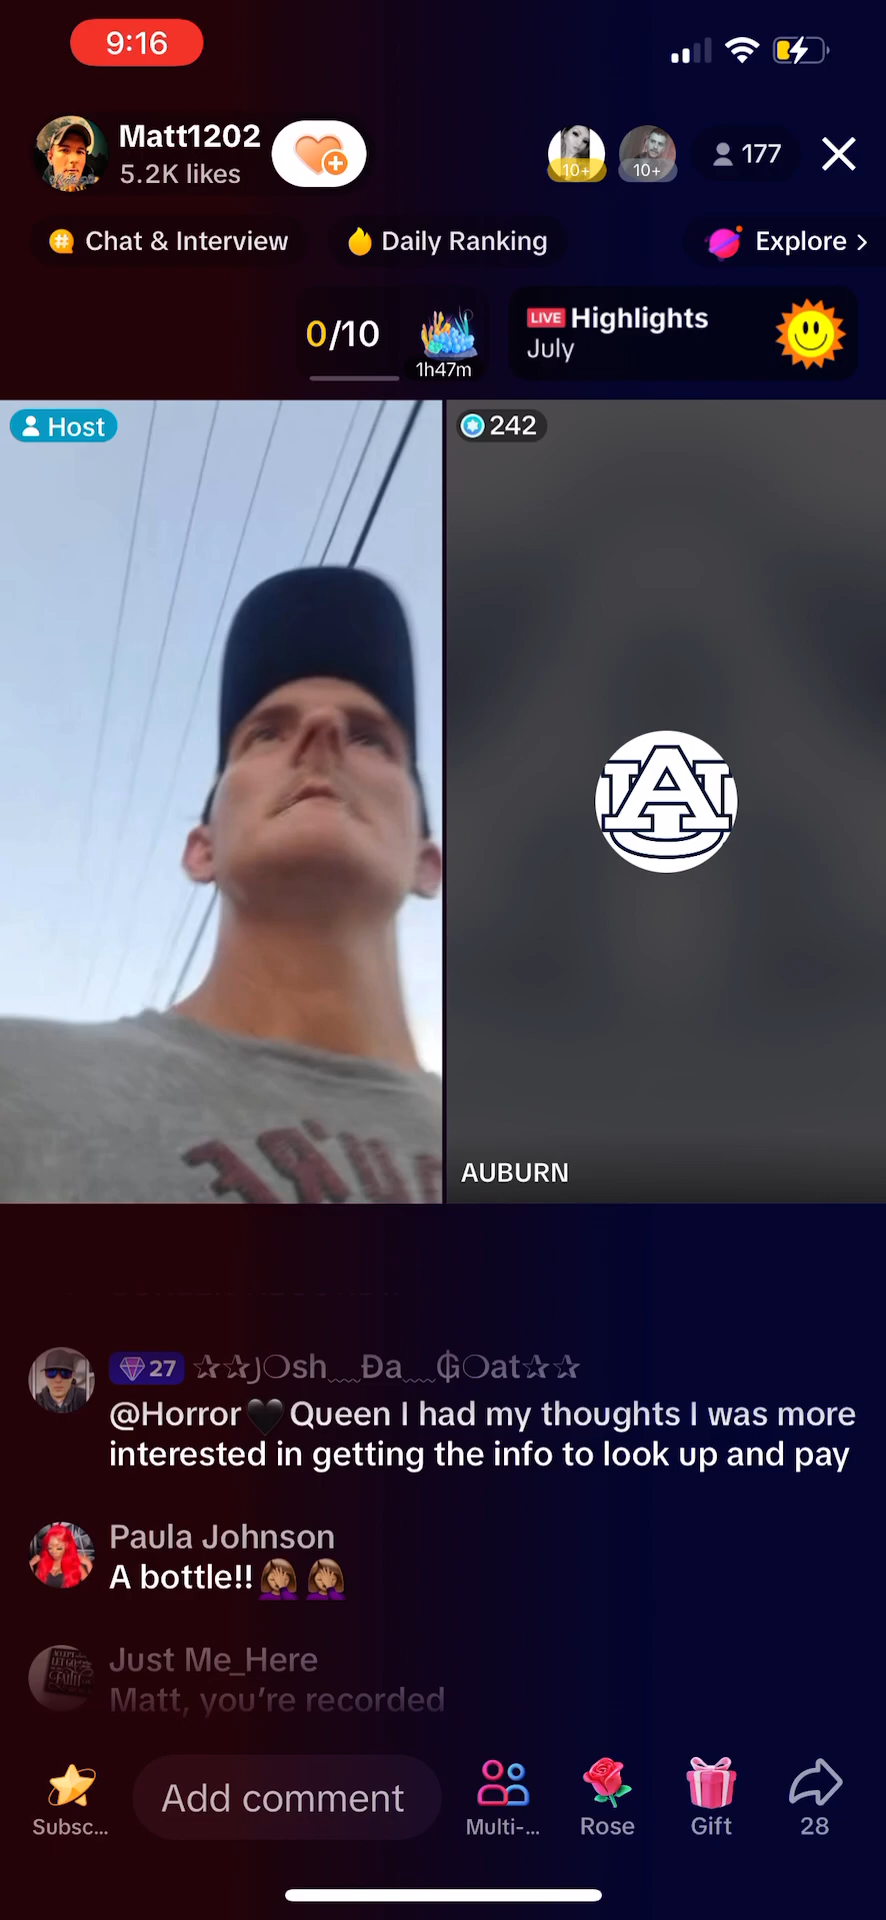 9:16
Matt1202
5.2K likes
10+
10+
177
Chat & Interview
Daily Ranking
Explore >
0/10
1h47m
LIVE Highlights
July
Host
242
AUBURN
27 ☆☆J❍sh﹏Đa﹏₲❍at☆☆
@Horror🖤Queen I had my thoughts I was more
interested in getting the info to look up and pay
Paula Johnson
A bottle!!🤦🏽‍♀️🤦🏽‍♀️
Just Me_Here
Matt, you’re recorded
Subsc...
Add comment
Multi-...
Rose
Gift
28